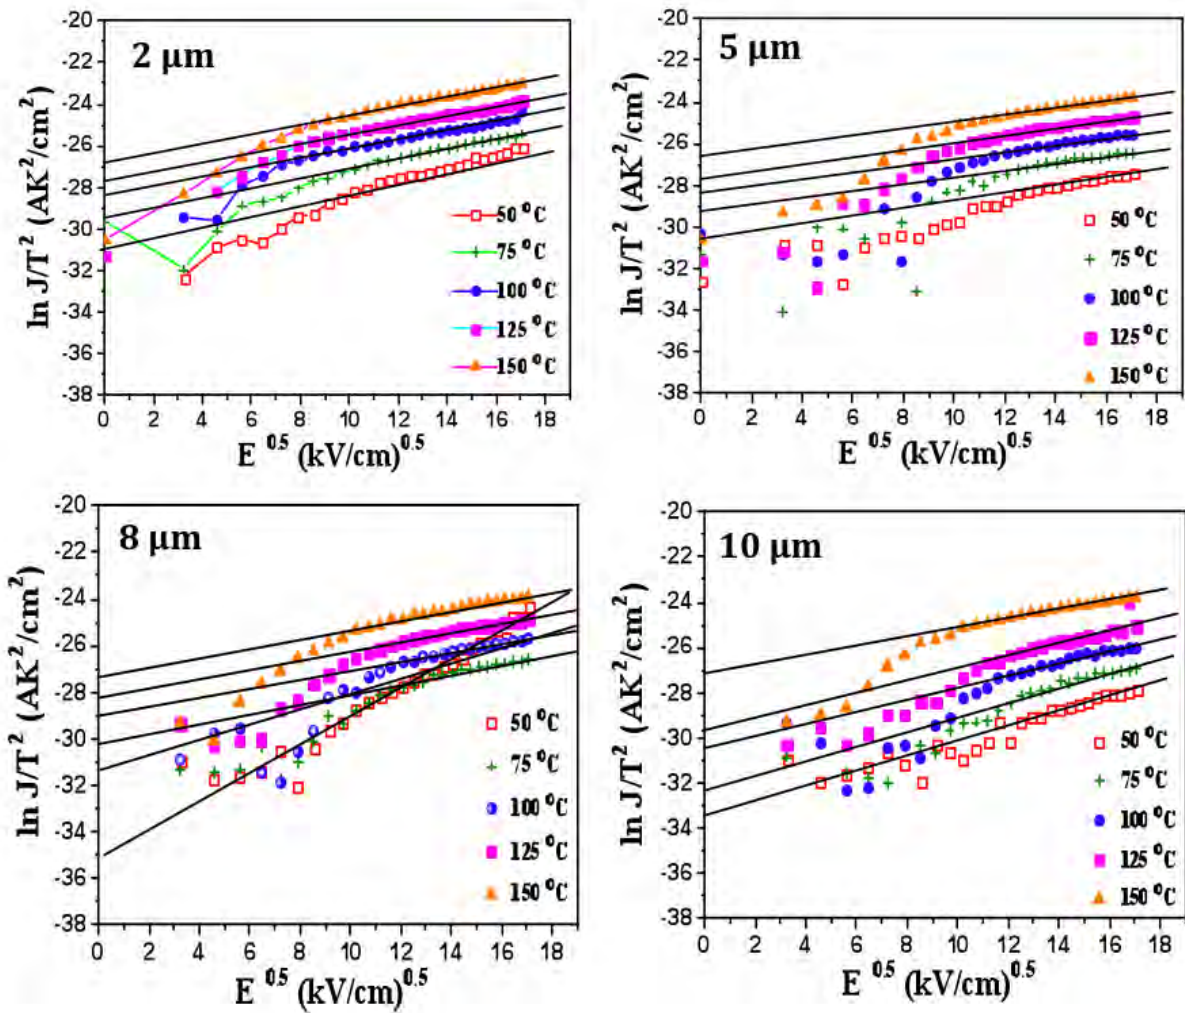 2 μm
ln J/T² (AK²/cm²)
-20
-22
-24
-26
-28
-30
-32
-34
-36
-38
50 °C
75 °C
100 °C
125 °C
150 °C
0 2 4 6 8 10 12 14 16 18
E 0.5 (kV/cm)0.5
5 μm
ln J/T² (AK²/cm²)
-20
-22
-24
-26
-28
-30
-32
-34
-36
-38
50 °C
75 °C
100 °C
125 °C
150 °C
0 2 4 6 8 10 12 14 16 18
E 0.5 (kV/cm)0.5
8 μm
ln J/T² (AK²/cm²)
-20
-22
-24
-26
-28
-30
-32
-34
-36
-38
50 °C
75 °C
100 °C
125 °C
150 °C
0 2 4 6 8 10 12 14 16 18
E 0.5 (kV/cm)0.5
10 μm
ln J/T² (AK²/cm²)
-20
-22
-24
-26
-28
-30
-32
-34
-36
-38
50 °C
75 °C
100 °C
125 °C
150 °C
0 2 4 6 8 10 12 14 16 18
E 0.5 (kV/cm)0.5